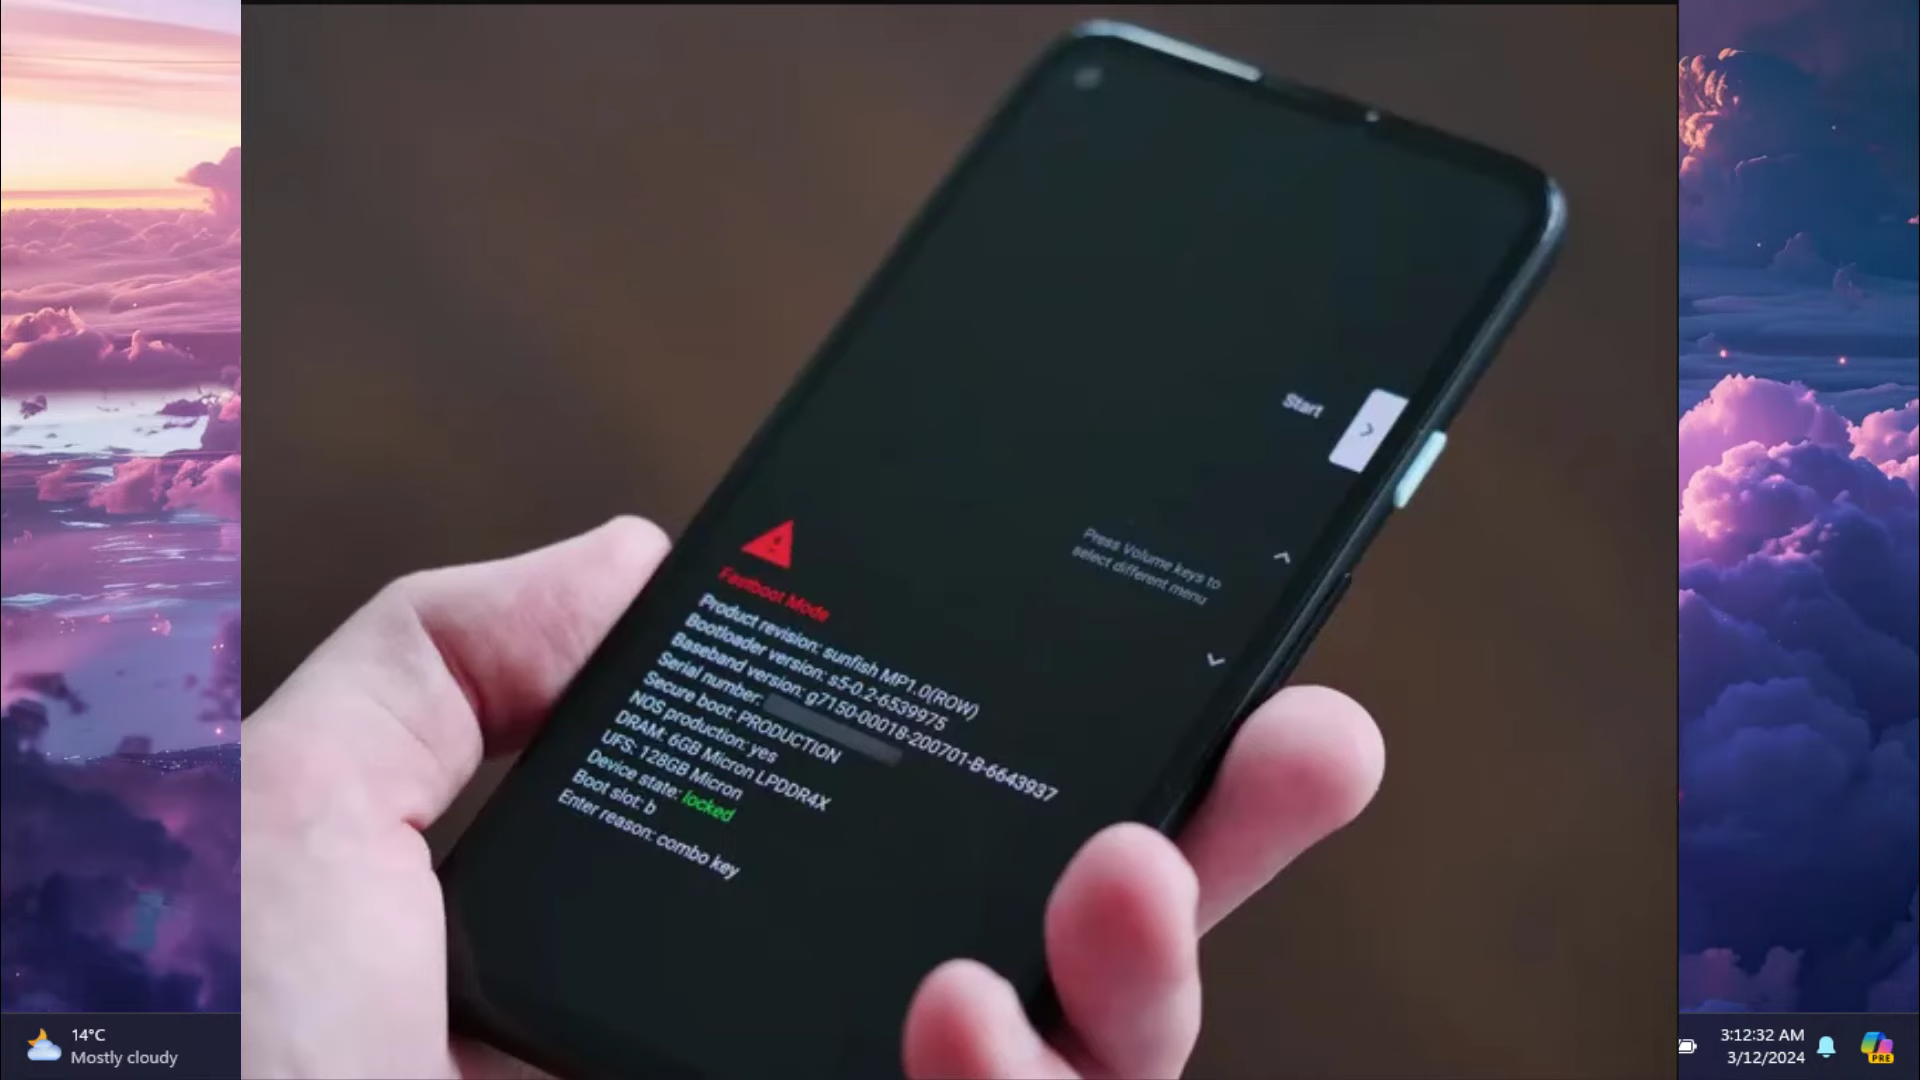 Start
Press Volume keys to
select different menu
Fastboot Mode
Product revision: sunfish MP1.0(ROW)
Bootloader version: s5-0.2-6539975
Baseband version: g7150-00018-200701-B-6643937
Serial number:
Secure boot: PRODUCTION
NOS production: yes
DRAM: 6GB Micron LPDDR4X
UFS: 128GB Micron
Device state: locked
Boot slot: b
Enter reason: combo key
14°C
Mostly cloudy
3:12:32 AM
3/12/2024
PRE